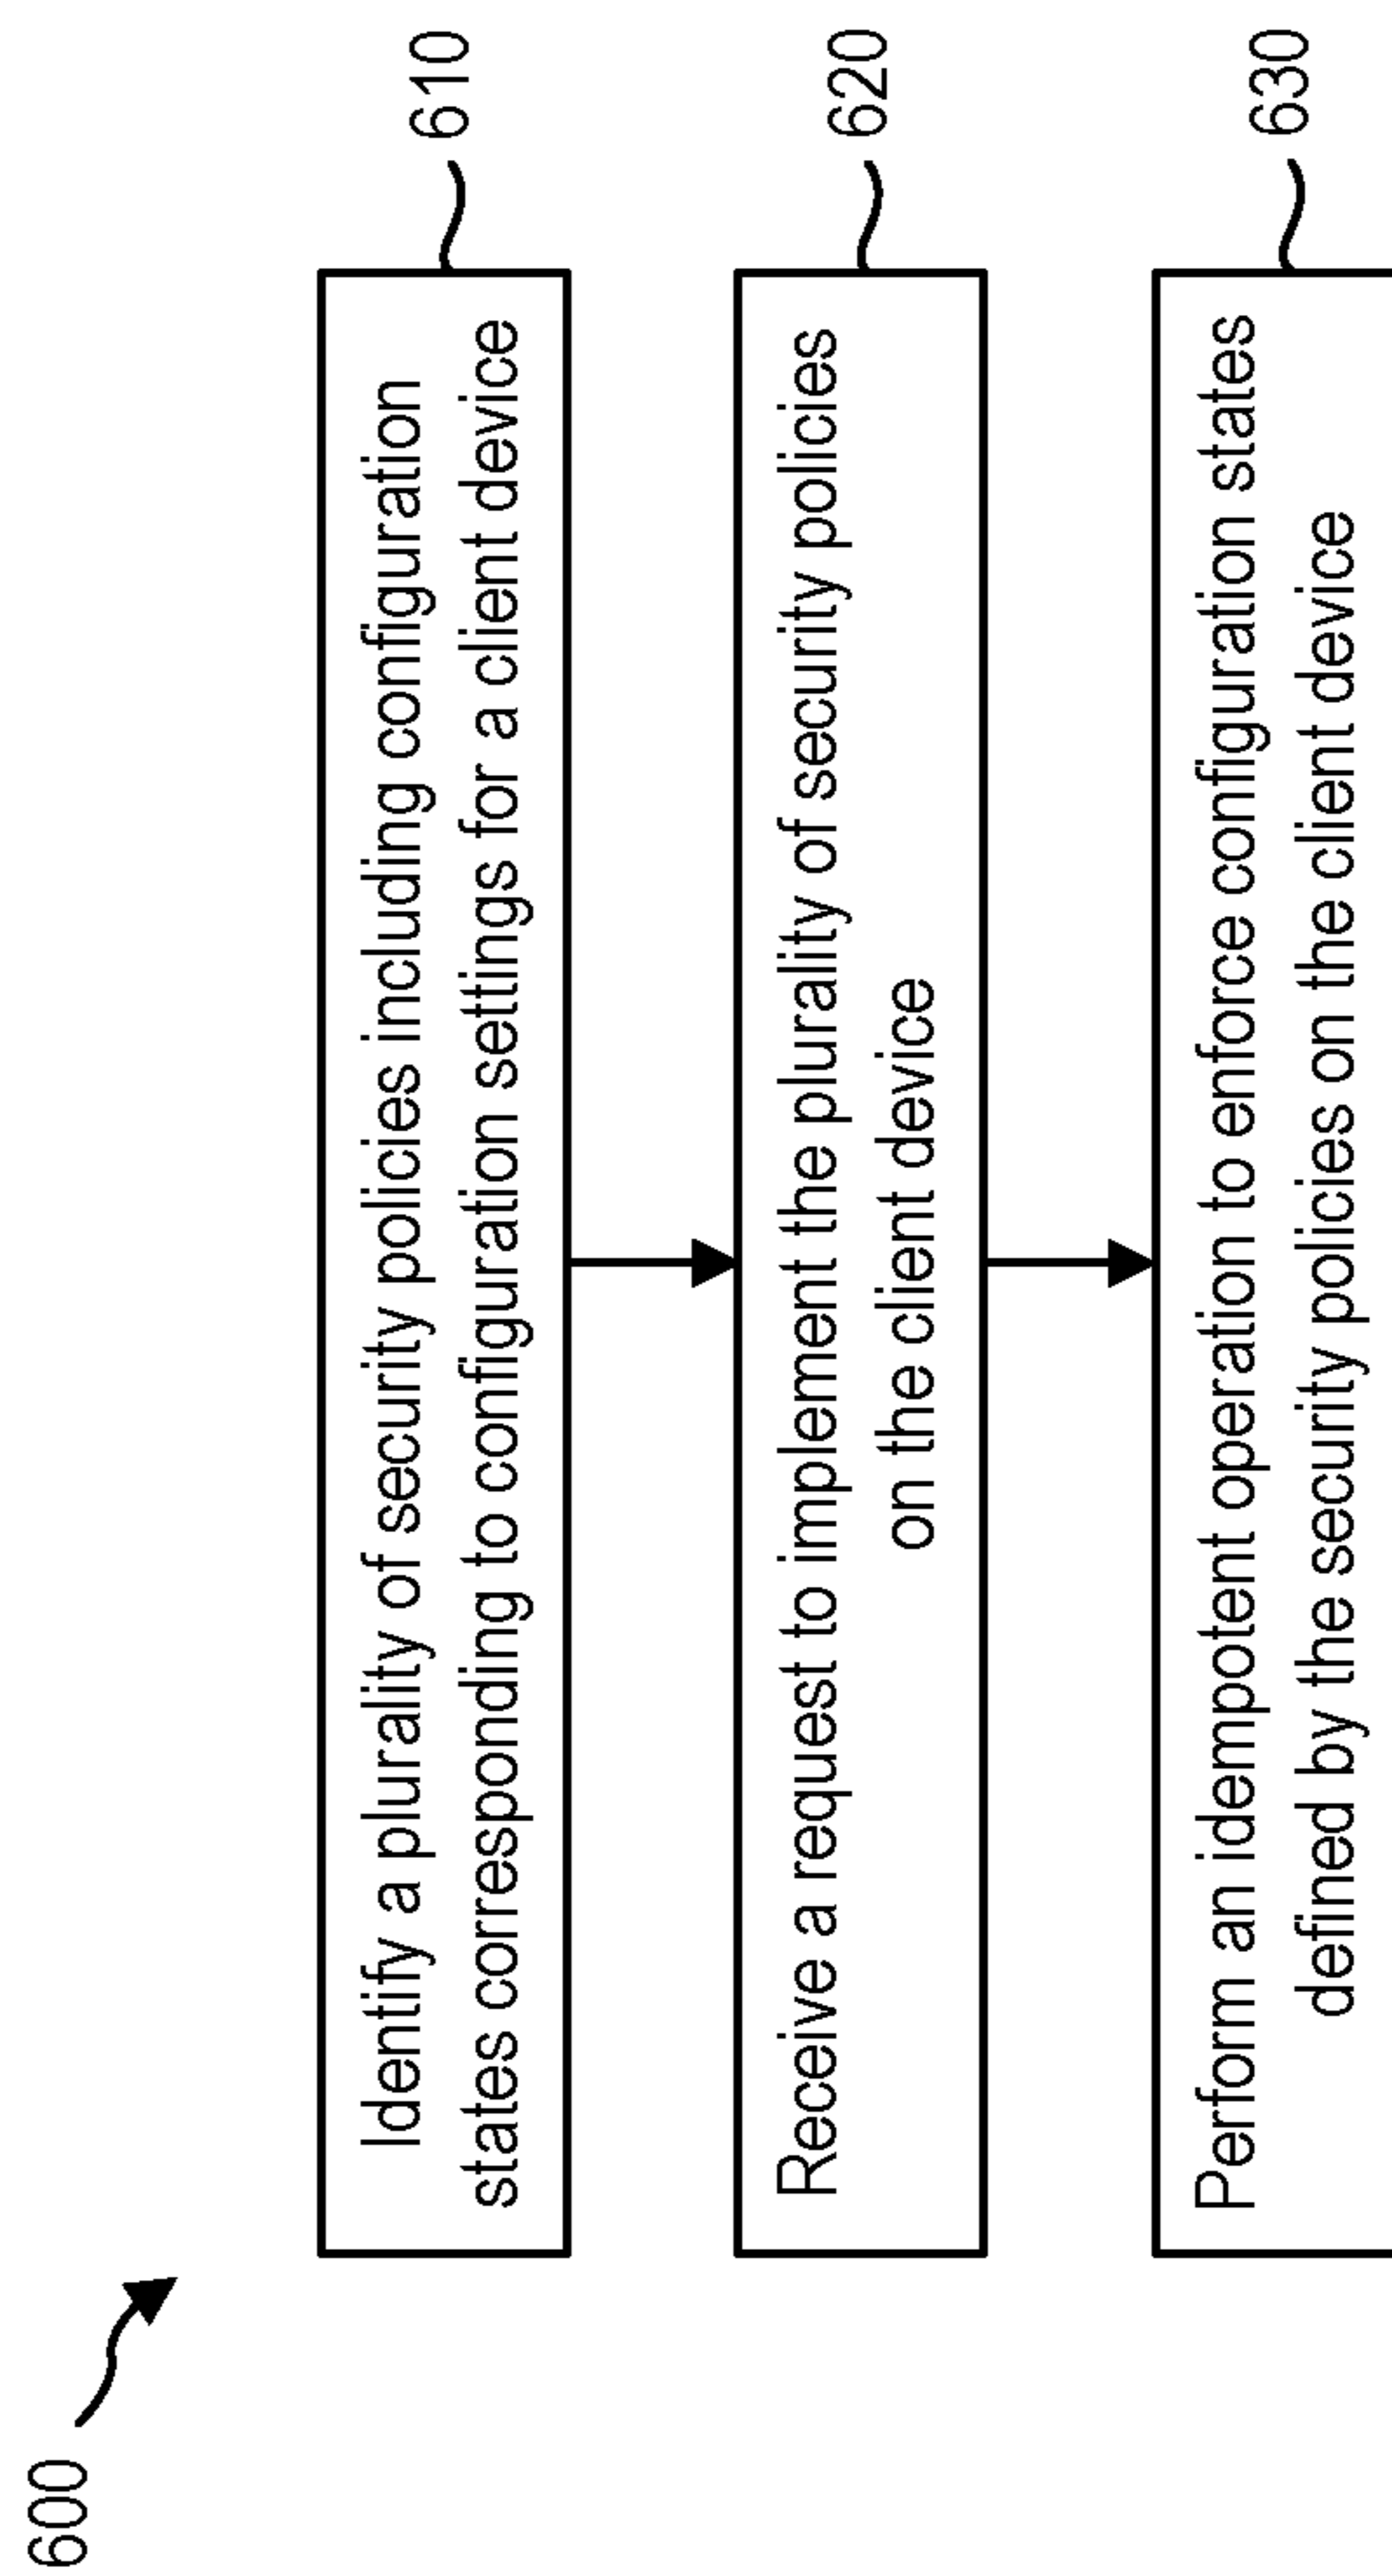 600
Identify a plurality of security policies including configuration
states corresponding to configuration settings for a client device
610
Receive a request to implement the plurality of security policies
on the client device
620
Perform an idempotent operation to enforce configuration states
defined by the security policies on the client device
630